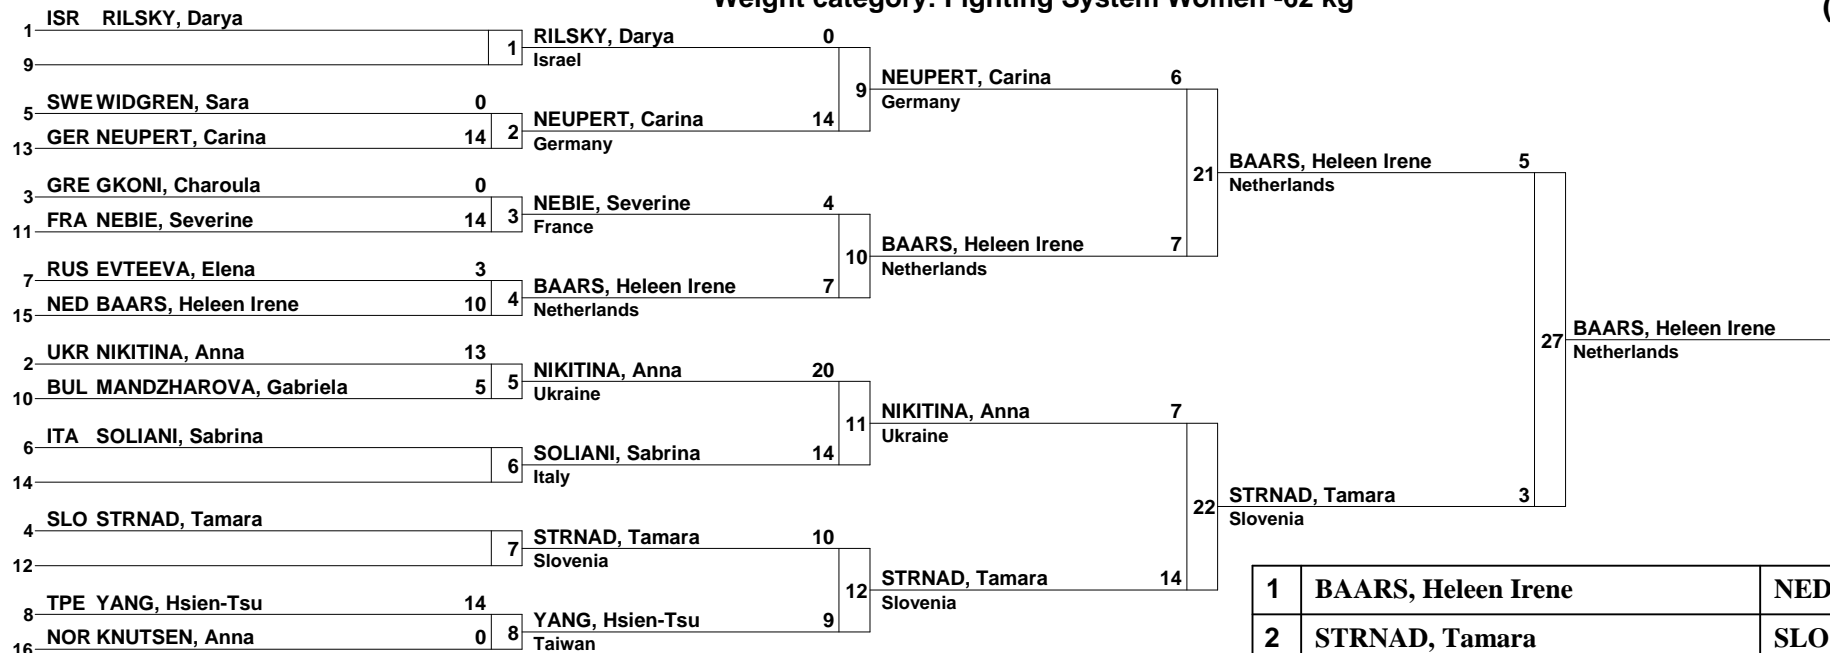 Weight category: Fighting System Women -62 kg
(
1 ISR RILSKY, Darya
9
1
5 SWE WIDGREN, Sara 0
13 GER NEUPERT, Carina 14
2
3 GRE GKONI, Charoula 0
11 FRA NEBIE, Severine 14
3
7 RUS EVTEEVA, Elena 3
15 NED BAARS, Heleen Irene 10
4
2 UKR NIKITINA, Anna 13
10 BUL MANDZHAROVA, Gabriela 5
5
6 ITA SOLIANI, Sabrina
14
6
4 SLO STRNAD, Tamara
12
7
8 TPE YANG, Hsien-Tsu 14
16 NOR KNUTSEN, Anna 0
8
RILSKY, Darya 0
Israel
NEUPERT, Carina 14
Germany
9
NEBIE, Severine 4
France
BAARS, Heleen Irene 7
Netherlands
10
NIKITINA, Anna 20
Ukraine
SOLIANI, Sabrina 14
Italy
11
STRNAD, Tamara 10
Slovenia
YANG, Hsien-Tsu 9
Taiwan
12
NEUPERT, Carina 6
Germany
BAARS, Heleen Irene 7
Netherlands
21
NIKITINA, Anna 7
Ukraine
STRNAD, Tamara 14
Slovenia
22
BAARS, Heleen Irene 5
Netherlands
STRNAD, Tamara 3
Slovenia
27
BAARS, Heleen Irene
Netherlands
1 BAARS, Heleen Irene NED
2 STRNAD, Tamara SLO